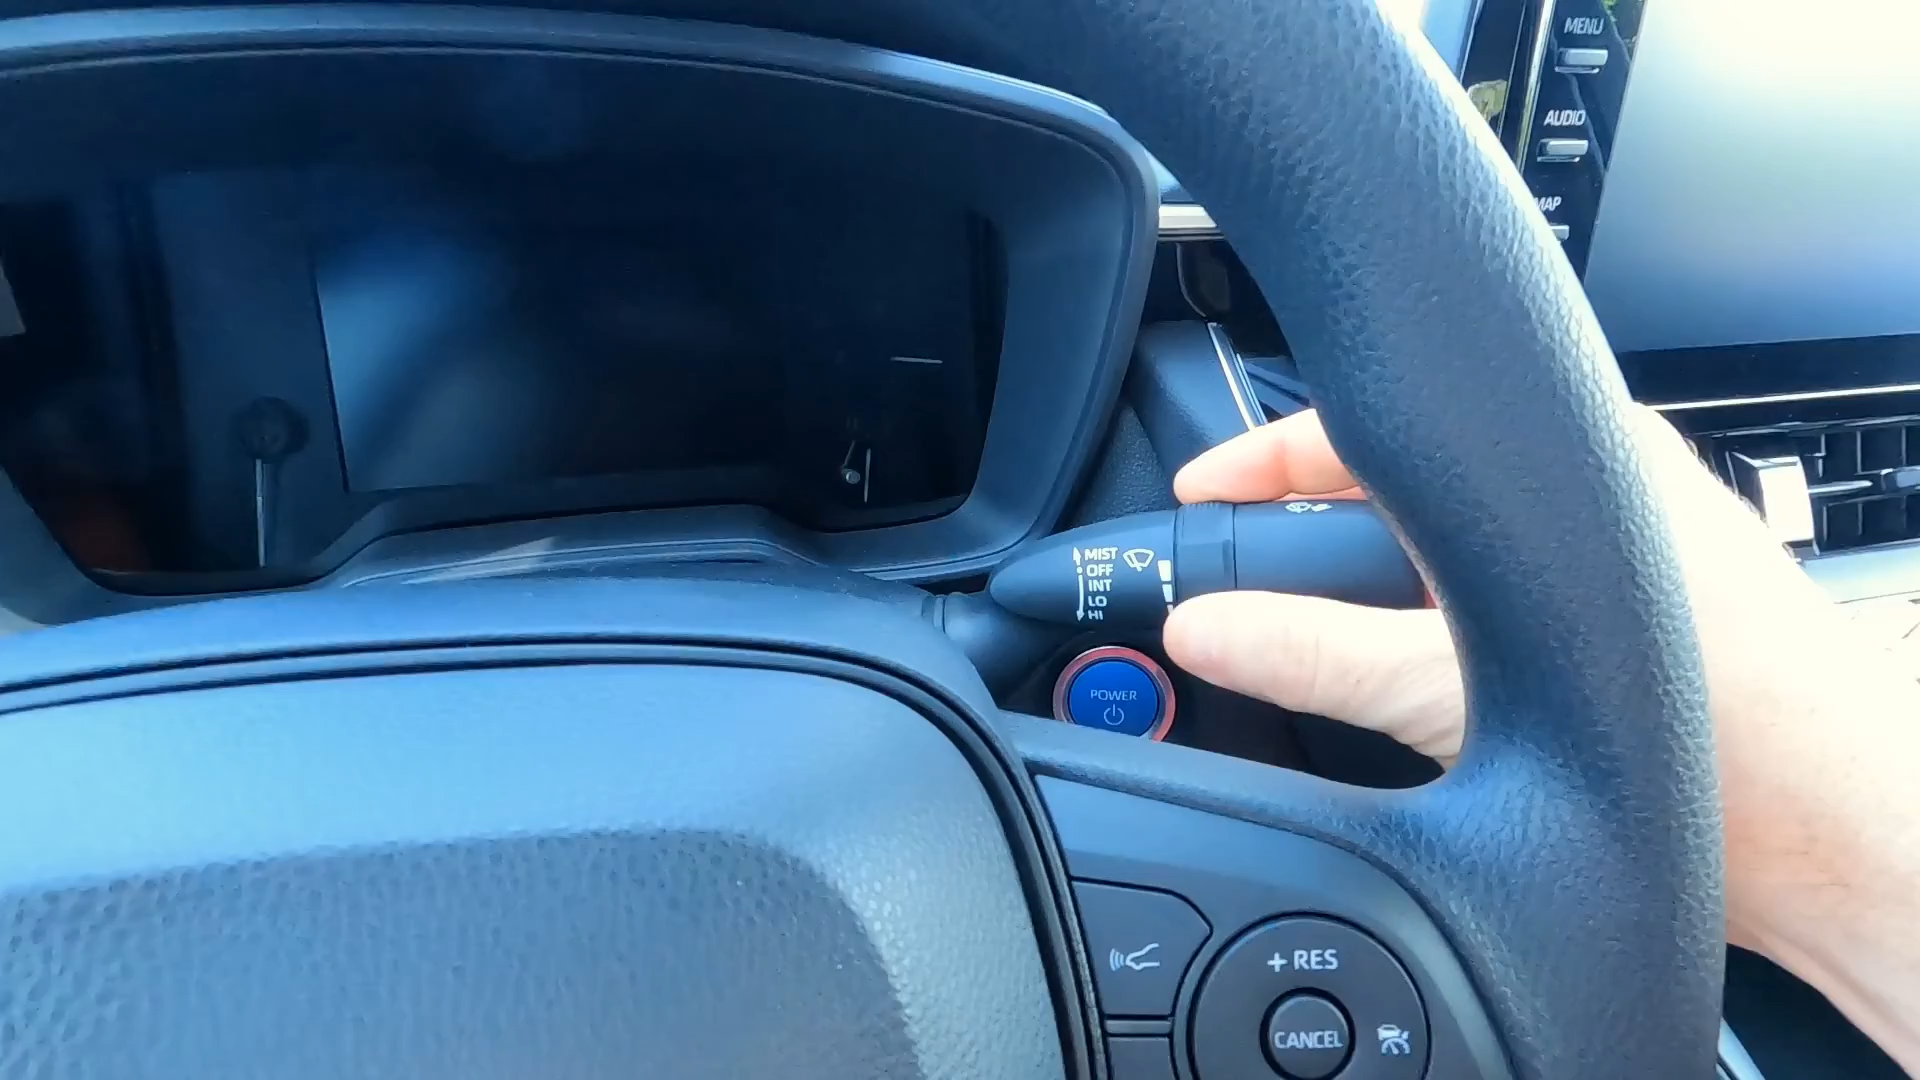 MENU
AUDIO
MAP
MIST
OFF
INT
LO
HI
POWER
+ RES
CANCEL